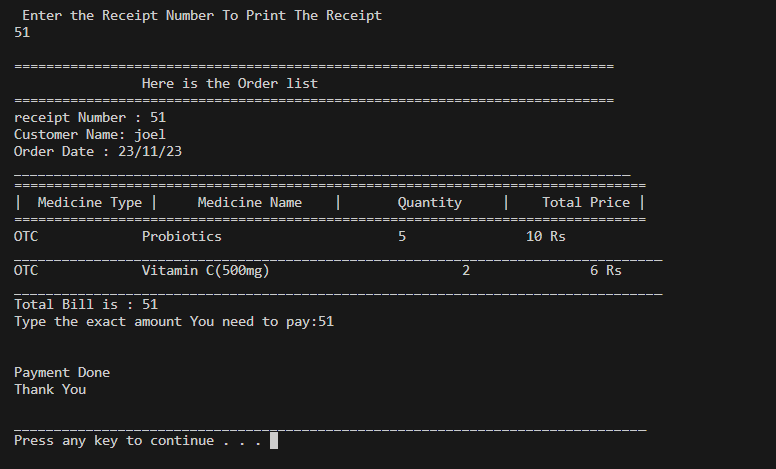 Enter the Receipt Number To Print The Receipt
51
===========================================================================
Here is the Order list
===========================================================================
receipt Number : 51
Customer Name: joel
Order Date : 23/11/23
_____________________________________________________________________________
===============================================================================
|  Medicine Type |     Medicine Name    |       Quantity     |    Total Price |
===============================================================================
OTC             Probiotics                      5               10 Rs
_________________________________________________________________________________
OTC             Vitamin C(500mg)                        2               6 Rs
_________________________________________________________________________________
Total Bill is : 51
Type the exact amount You need to pay:51
Payment Done
Thank You
_______________________________________________________________________________
Press any key to continue . . .